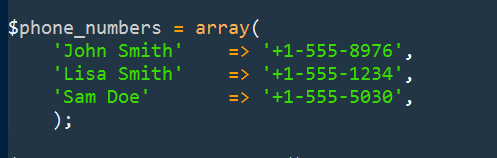 $phone_numbers = array(
    'John Smith'    => '+1-555-8976',
    'Lisa Smith'    => '+1-555-1234',
    'Sam Doe'       => '+1-555-5030',
    );